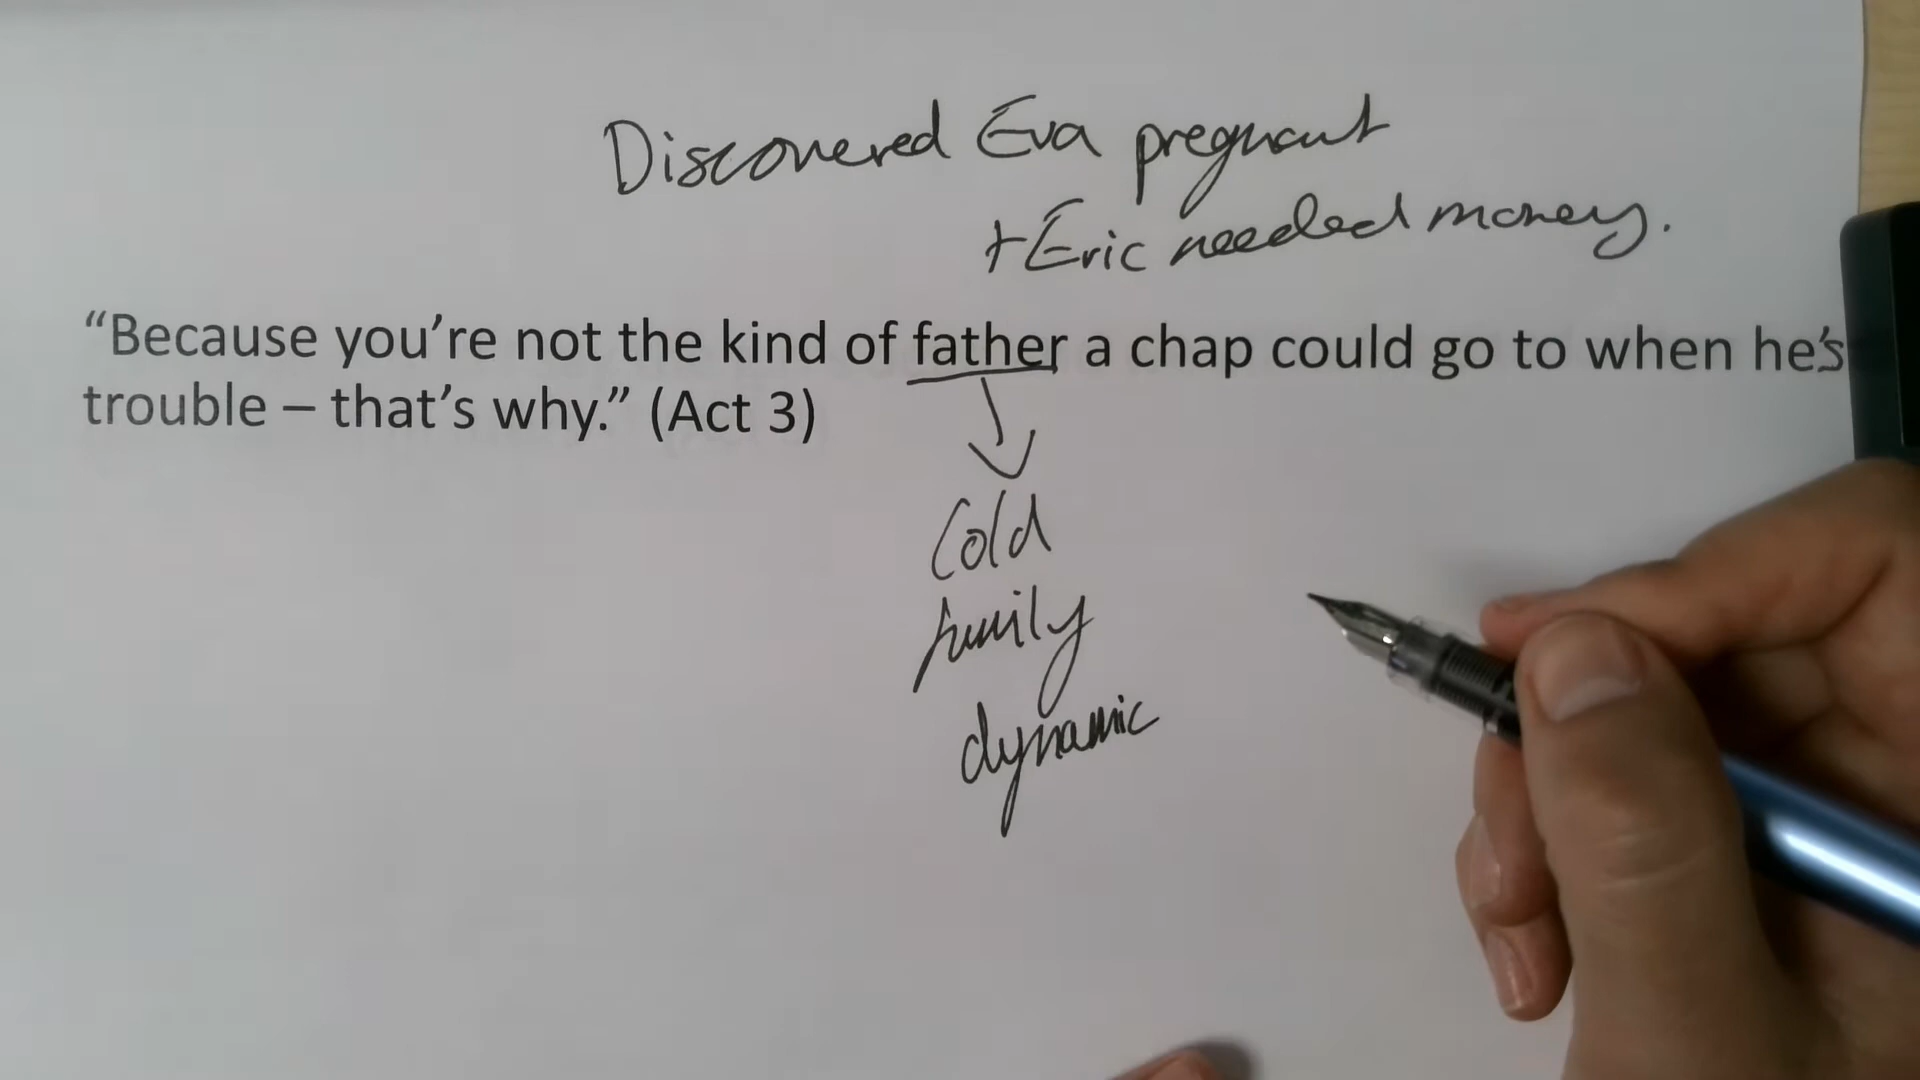 Discovered Eva pregnant
+ Eric needed money.
“Because you’re not the kind of father a chap could go to when he’s
trouble – that’s why.” (Act 3)
Cold
family
dynamic